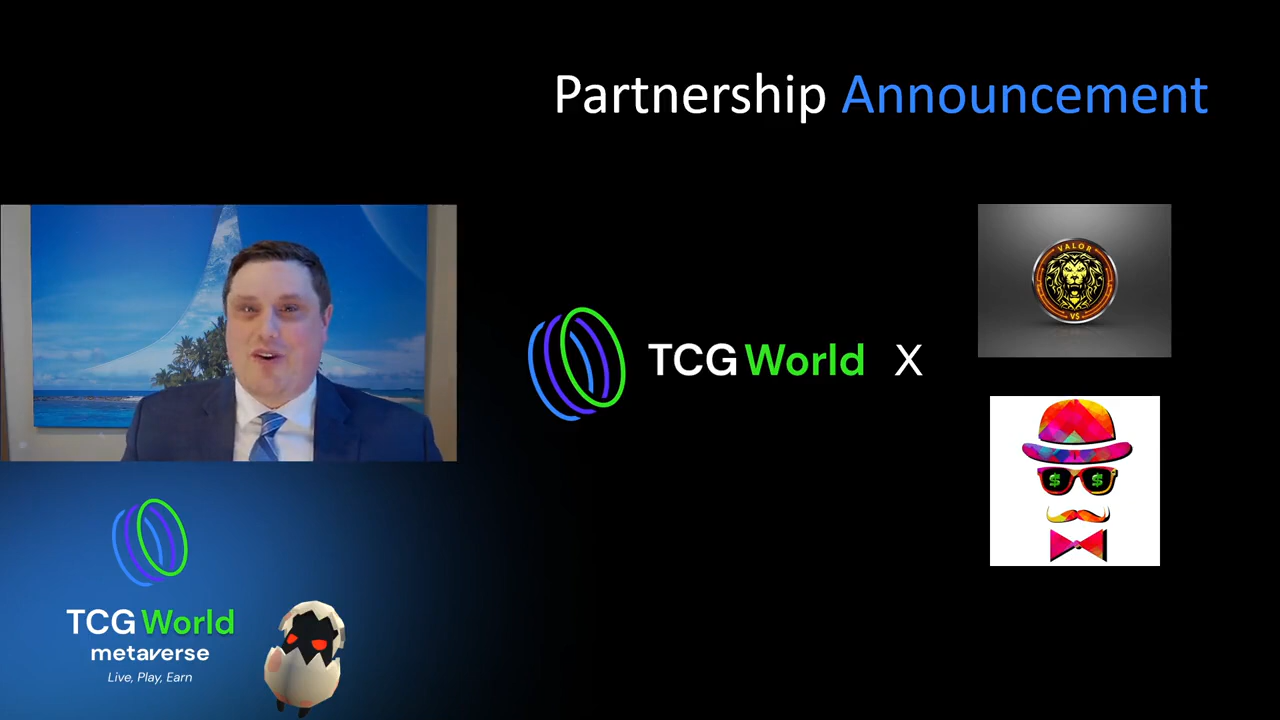 Partnership Announcement
TCG World X
VALOR
VS
$ $
TCG World
metaverse
Live, Play, Earn